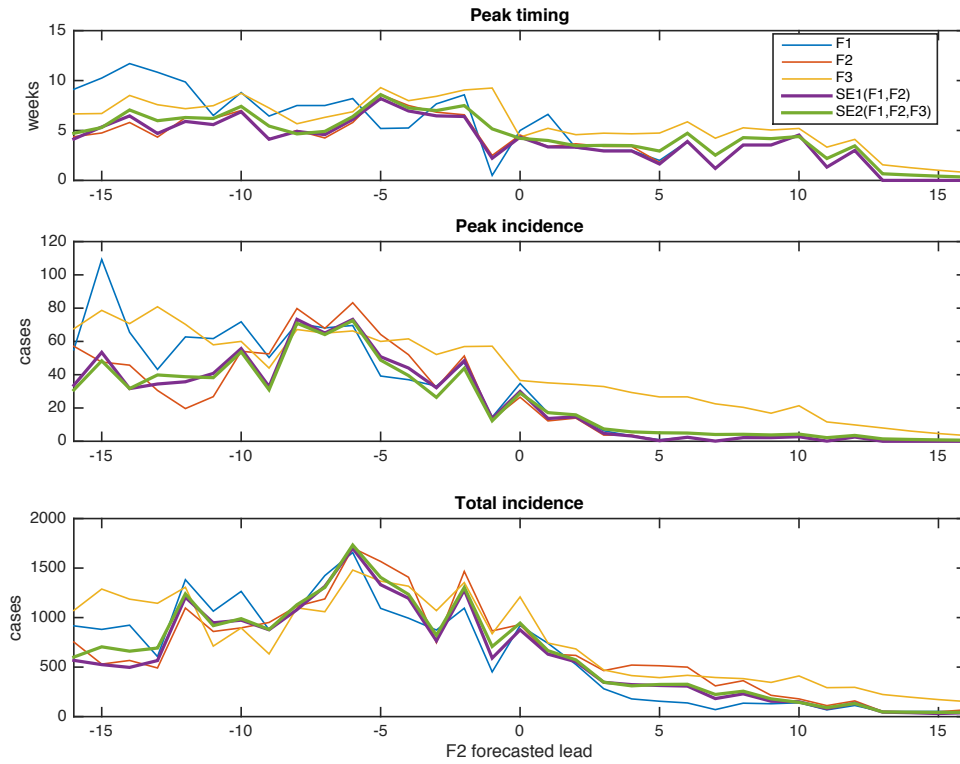 Peak timing
15
10
5
0
weeks
-15 -10 -5 0 5 10 15
F1
F2
F3
SE1(F1,F2)
SE2(F1,F2,F3)
Peak incidence
120
100
80
60
40
20
0
cases
-15 -10 -5 0 5 10 15
Total incidence
2000
1500
1000
500
0
cases
-15 -10 -5 0 5 10 15
F2 forecasted lead